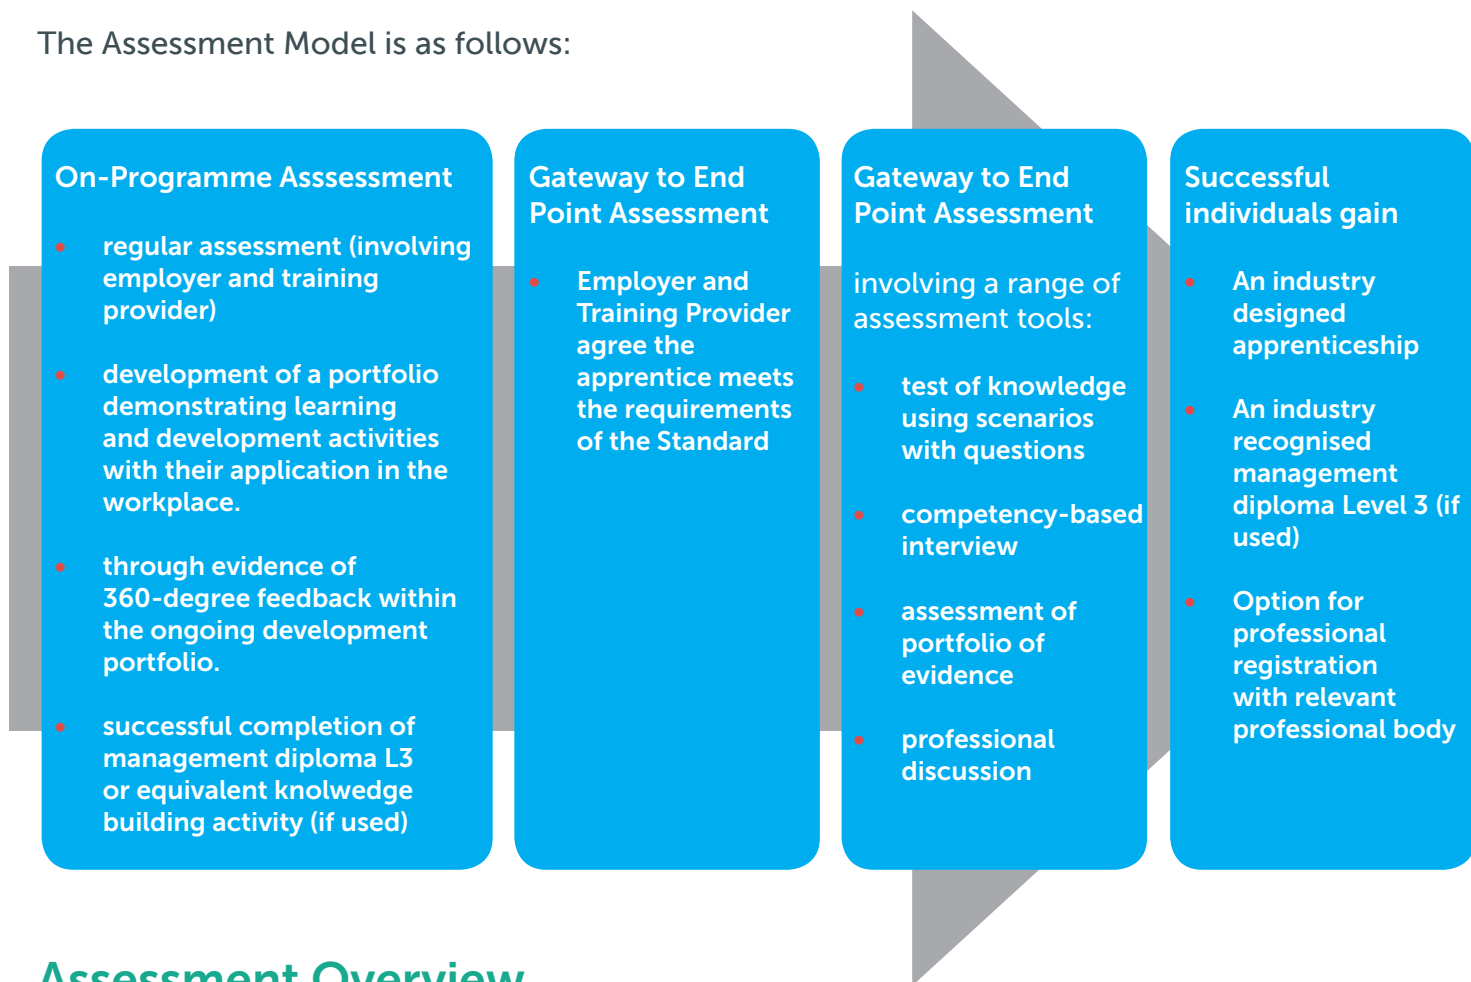 The Assessment Model is as follows:
On-Programme Asssessment
• regular assessment (involving
employer and training
provider)
• development of a portfolio
demonstrating learning
and development activities
with their application in the
workplace.
• through evidence of
360-degree feedback within
the ongoing development
portfolio.
• successful completion of
management diploma L3
or equivalent knolwedge
building activity (if used)
Gateway to End
Point Assessment
• Employer and
Training Provider
agree the
apprentice meets
the requirements
of the Standard
Gateway to End
Point Assessment
involving a range of
assessment tools:
• test of knowledge
using scenarios
with questions
• competency-based
interview
• assessment of
portfolio of
evidence
• professional
discussion
Successful
individuals gain
• An industry
designed
apprenticeship
• An industry
recognised
management
diploma Level 3 (if
used)
• Option for
professional
registration
with relevant
professional body
Assessment Overview